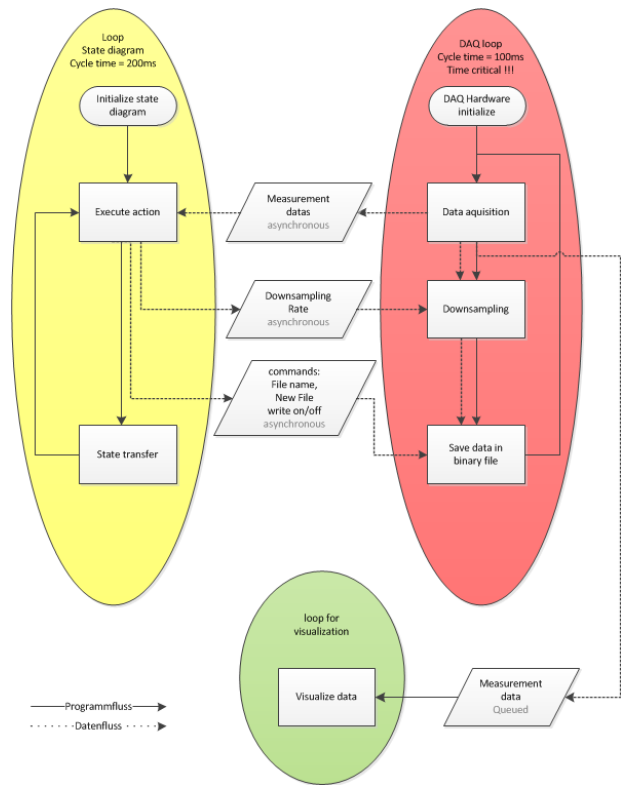 Loop
State diagram
Cycle time = 200ms
Initialize state
diagram
Execute action
State transfer
Measurement
datas
asynchronous
Downsampling
Rate
asynchronous
commands:
File name,
New File
write on/off
asynchronous
DAQ loop
Cycle time = 100ms
Time critical !!!
DAQ Hardware
initialize
Data aquisition
Downsampling
Save data in
binary file
loop for
visualization
Visualize data
Measurement
data
Queued
Programmfluss
Datenfluss